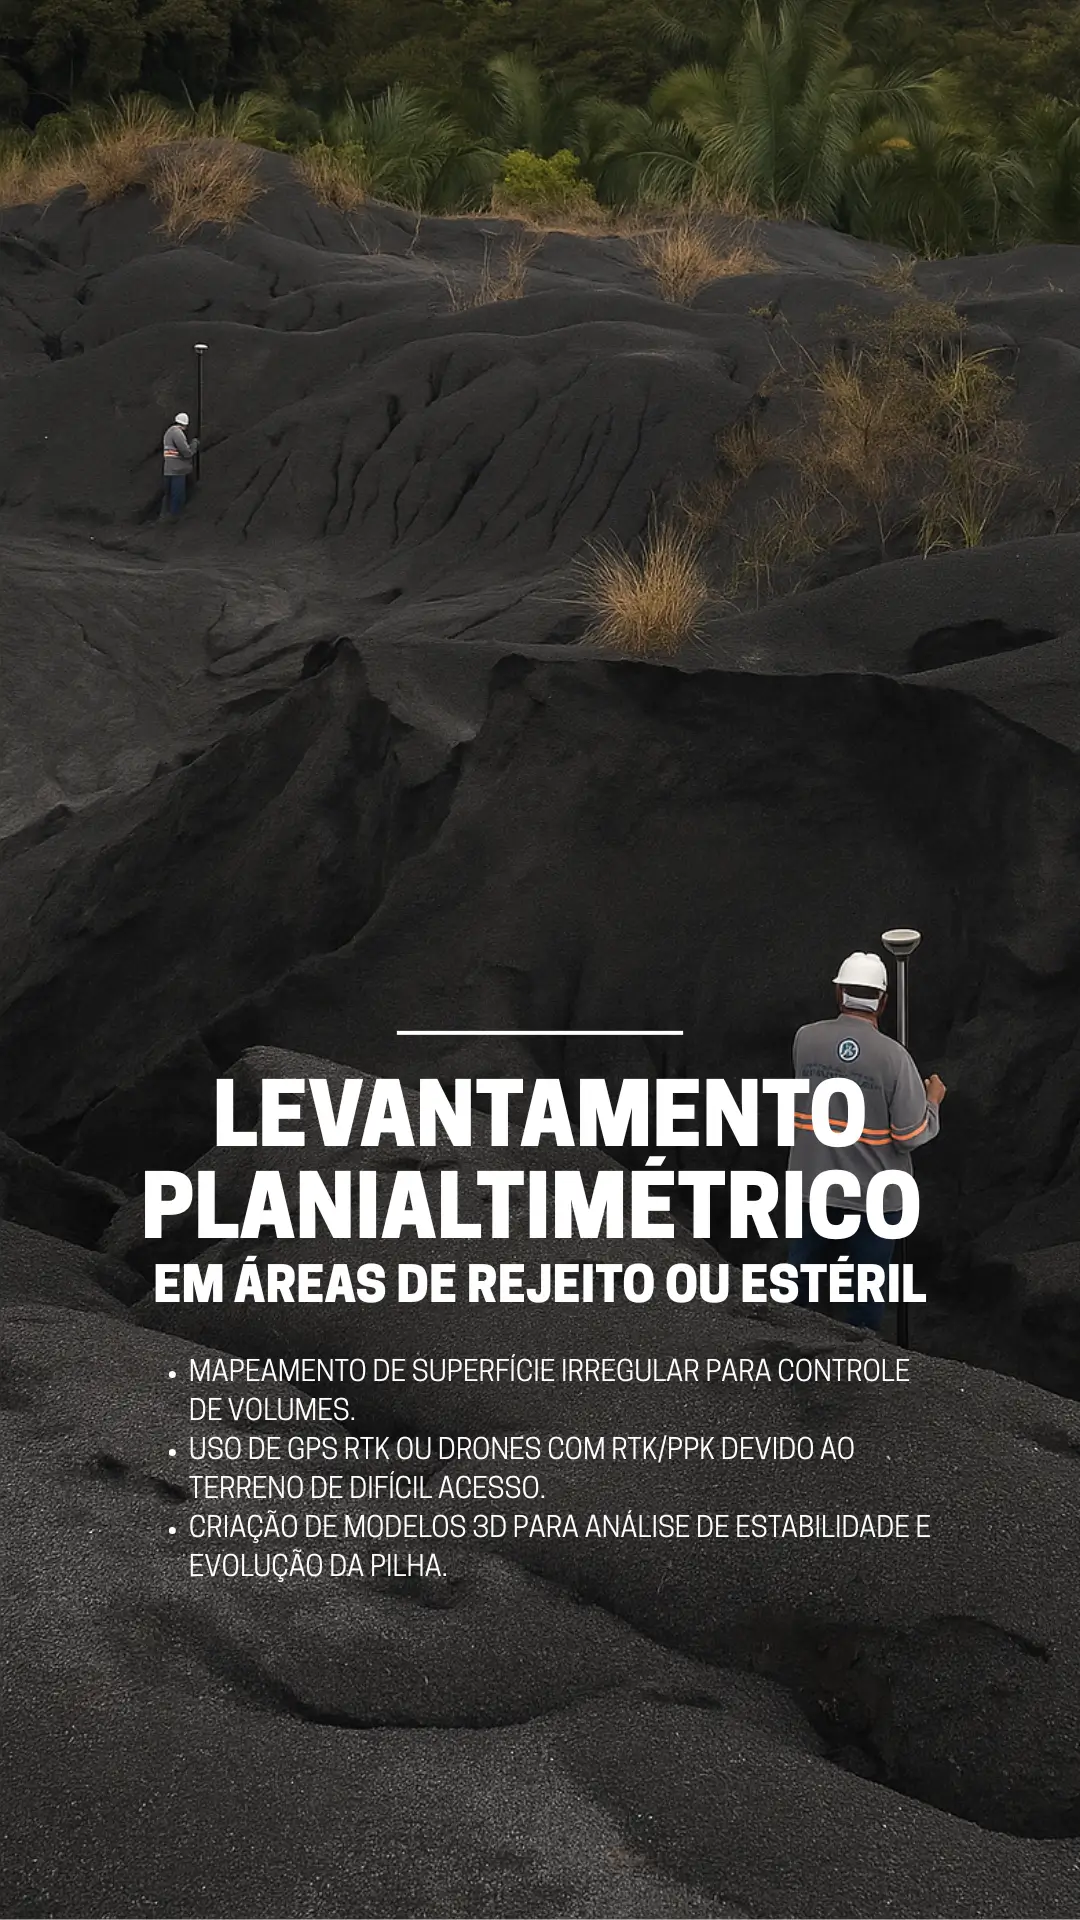 LEVANTAMENTO
PLANIALTIMÉTRICO
EM ÁREAS DE REJEITO OU ESTÉRIL
• MAPEAMENTO DE SUPERFÍCIE IRREGULAR PARA CONTROLE
DE VOLUMES.
• USO DE GPS RTK OU DRONES COM RTK/PPK DEVIDO AO
TERRENO DE DIFÍCIL ACESSO.
• CRIAÇÃO DE MODELOS 3D PARA ANÁLISE DE ESTABILIDADE E
EVOLUÇÃO DA PILHA.